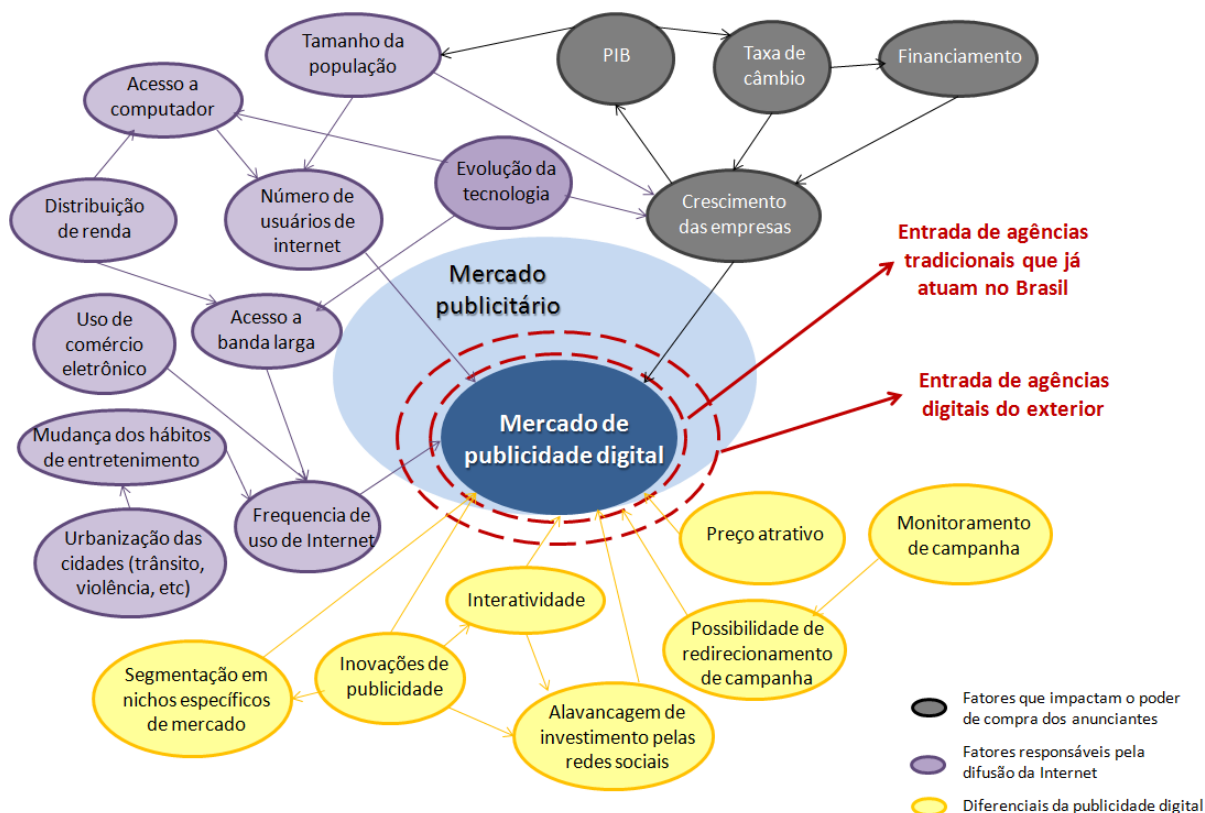 Tamanho da
população
PIB
Taxa de
câmbio
Financiamento
Acesso a
computador
Evolução da
tecnologia
Distribuição
de renda
Número de
usuários de
internet
Crescimento
das empresas
Entrada de agências
tradicionais que já
atuam no Brasil
Mercado
publicitário
Uso de
comércio
eletrônico
Acesso a
banda larga
Entrada de agências
digitais do exterior
Mercado de
publicidade digital
Mudança dos hábitos
de entretenimento
Frequencia de
uso de Internet
Urbanização das
cidades (trânsito,
violência, etc)
Preço atrativo
Monitoramento
de campanha
Interatividade
Possibilidade de
redirecionamento
de campanha
Segmentação em
nichos específicos
de mercado
Inovações de
publicidade
Alavancagem de
investimento pelas
redes sociais
Fatores que impactam o poder
de compra dos anunciantes
Fatores responsáveis pela
difusão da Internet
Diferenciais da publicidade digital